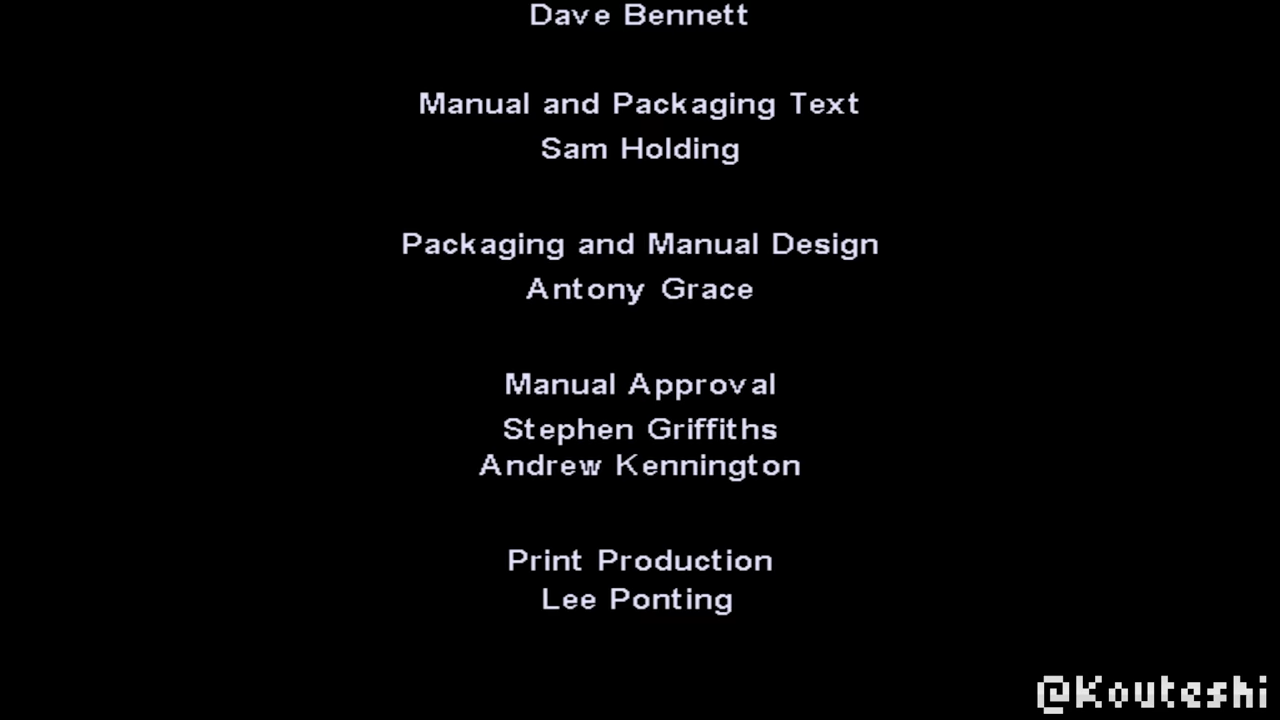 Dave Bennett
Manual and Packaging Text
Sam Holding
Packaging and Manual Design
Antony Grace
Manual Approval
Stephen Griffiths
Andrew Kennington
Print Production
Lee Ponting
@Kouteshi